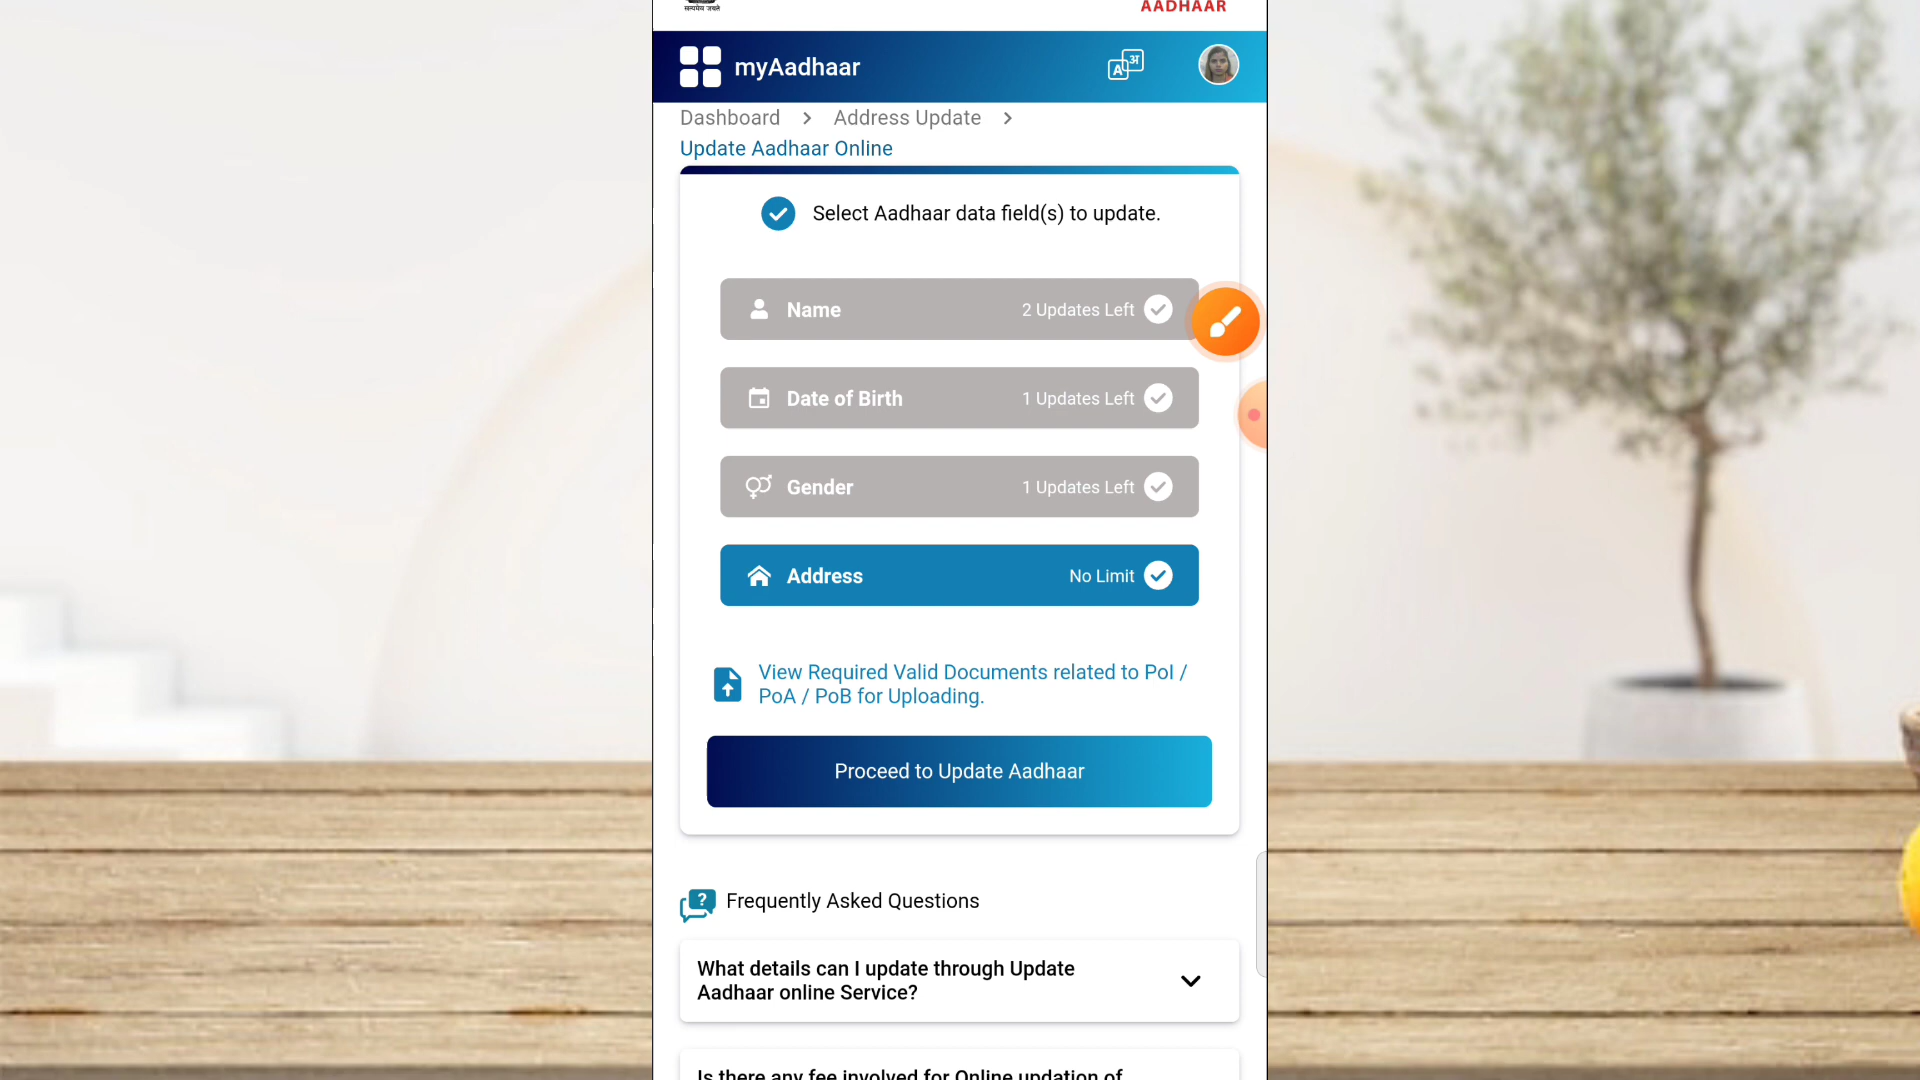 सत्यमेव जयते
AADHAAR
myAadhaar
A अ
Dashboard > Address Update >
Update Aadhaar Online
Select Aadhaar data field(s) to update.
Name 2 Updates Left
Date of Birth 1 Updates Left
Gender 1 Updates Left
Address No Limit
View Required Valid Documents related to PoI /
PoA / PoB for Uploading.
Proceed to Update Aadhaar
? Frequently Asked Questions
What details can I update through Update
Aadhaar online Service?
Is there any fee involved for Online updation of